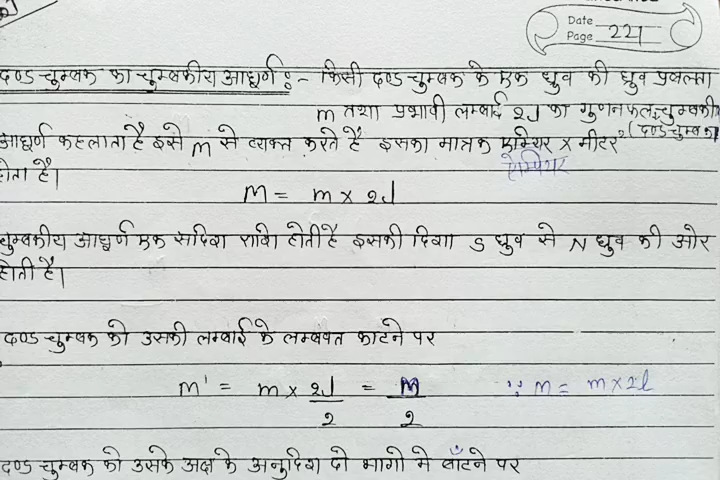 Date
Page 221
दण्ड चुम्बक का चुम्बकीय आघूर्ण :- किसी दण्ड चुम्बक के एक ध्रुव की ध्रुव प्रबलता
m तथा प्रभावी लम्बाई 2l का गुणनफल चुम्बकीय
आघूर्ण कहलाता है इसे M से व्यक्त करते हैं इसका मात्रक एम्पियर × मीटर² (दण्ड चुम्बक का
होता है। ऐम्पियर
M = m × 2l
चुम्बकीय आघूर्ण एक सदिश राशि होती है इसकी दिशा S ध्रुव से N ध्रुव की ओर
होती है।
दण्ड चुम्बक को उसकी लम्बाई के लम्बवत काटने पर
M' = m × 2l/2 = M/2 ∵ M = m×2l
दण्ड चुम्बक को उसके अक्ष के अनुदिश दो भागो मे बाँटने पर